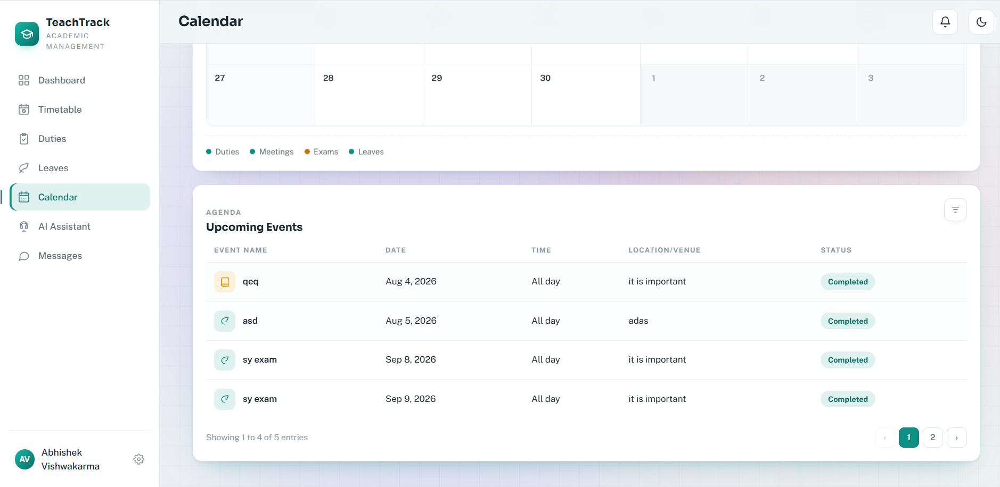 TeachTrack
ACADEMIC
MANAGEMENT
Dashboard
Timetable
Duties
Leaves
Calendar
AI Assistant
Messages
AV
Abhishek
Vishwakarma
Calendar
27 28 29 30 1 2 3
Duties Meetings Exams Leaves
AGENDA
Upcoming Events
EVENT NAME DATE TIME LOCATION/VENUE STATUS
qeq Aug 4, 2026 All day it is important Completed
asd Aug 5, 2026 All day adas Completed
sy exam Sep 8, 2026 All day it is important Completed
sy exam Sep 9, 2026 All day it is important Completed
Showing 1 to 4 of 5 entries
‹ 1 2 ›